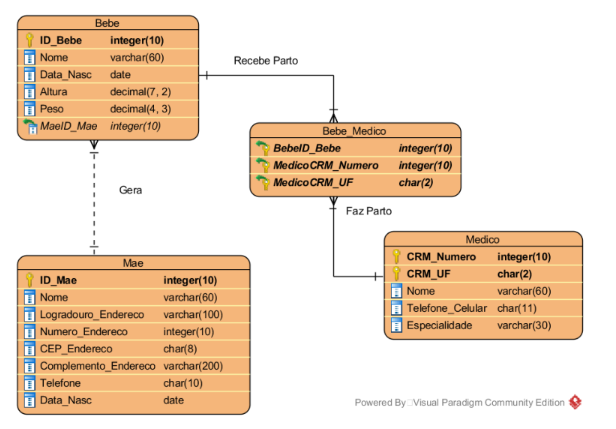 Bebe
ID_Bebe integer(10)
Nome varchar(60)
Data_Nasc date
Altura decimal(7, 2)
Peso decimal(4, 3)
MaeID_Mae integer(10)
Recebe Parto
Bebe_Medico
BebeID_Bebe integer(10)
MedicoCRM_Numero integer(10)
MedicoCRM_UF char(2)
Gera
Faz Parto
Medico
CRM_Numero integer(10)
CRM_UF char(2)
Nome varchar(60)
Telefone_Celular char(11)
Especialidade varchar(30)
Mae
ID_Mae integer(10)
Nome varchar(60)
Logradouro_Endereco varchar(100)
Numero_Endereco integer(10)
CEP_Endereco char(8)
Complemento_Endereco varchar(200)
Telefone char(10)
Data_Nasc date
Powered By□Visual Paradigm Community Edition